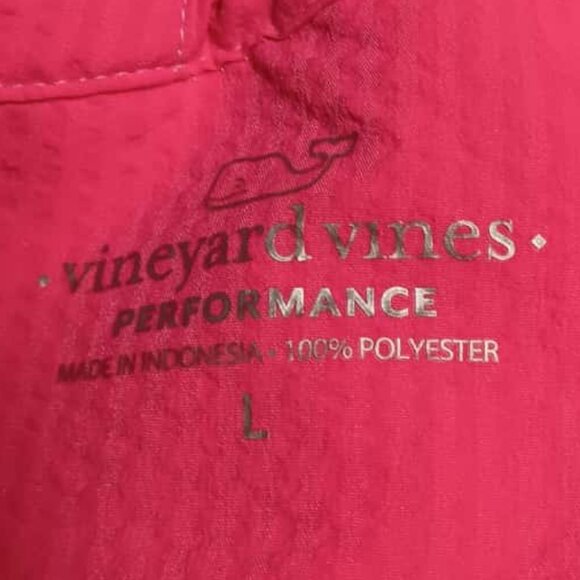 · vineyard vines ·
PERFORMANCE
MADE IN INDONESIA · 100% POLYESTER
L